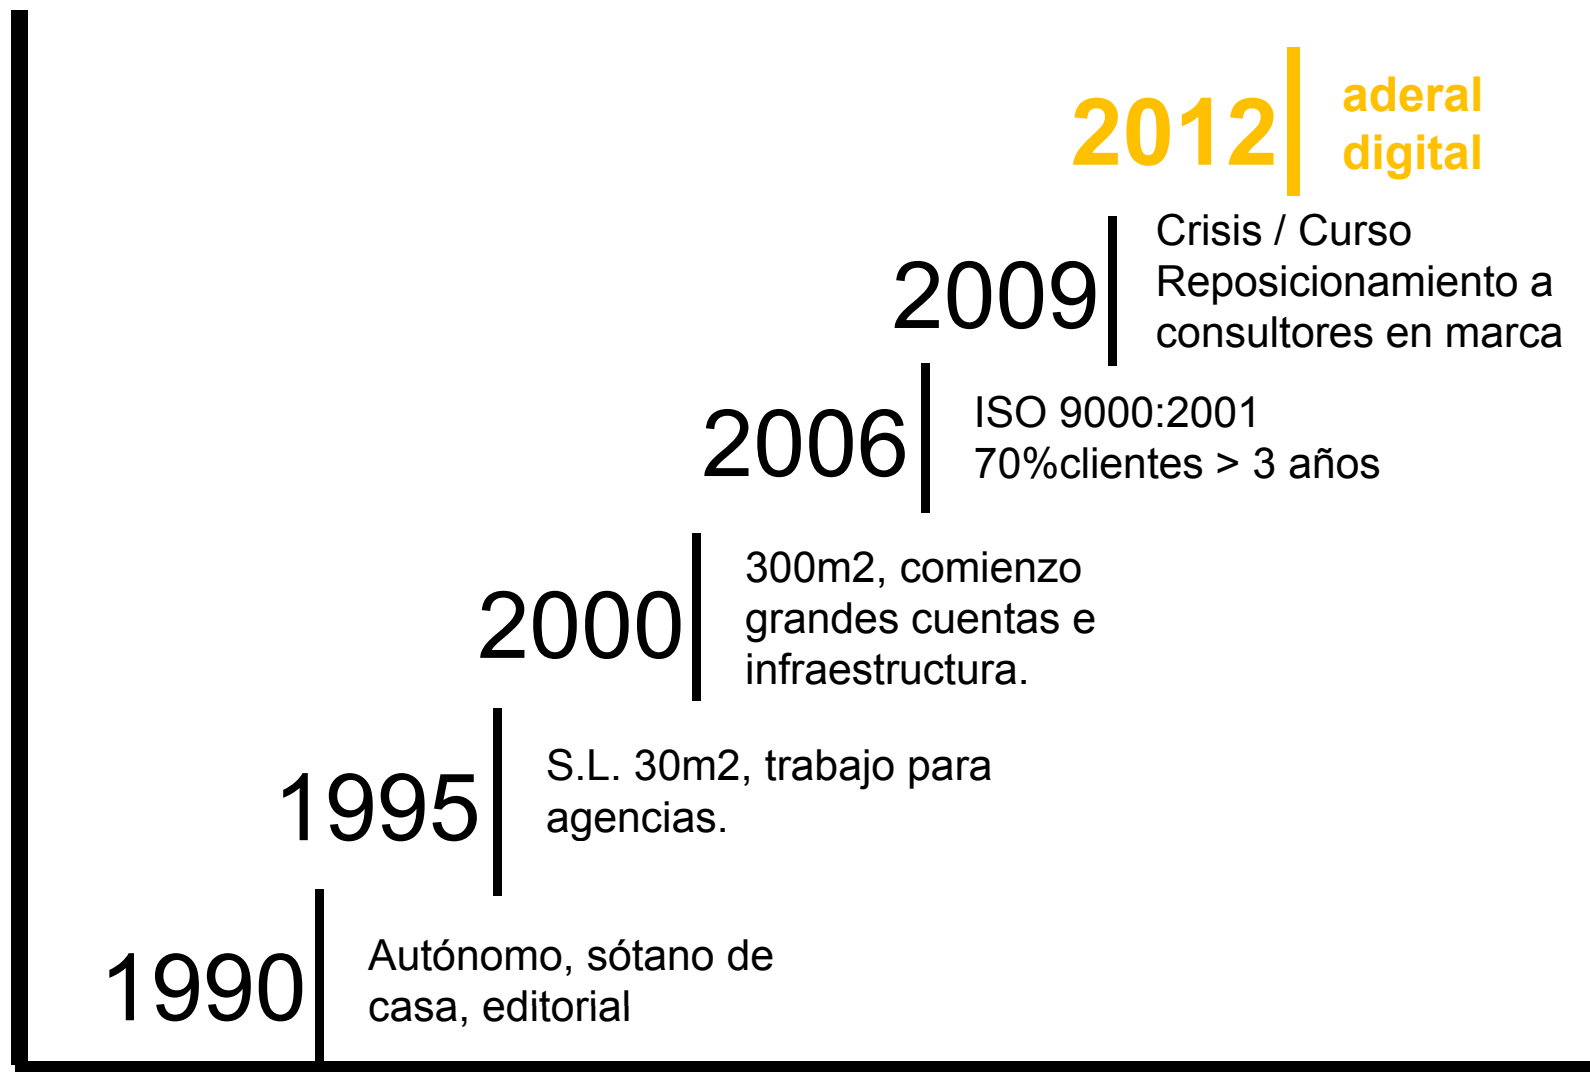 2012
aderal
digital
2009
Crisis / Curso
Reposicionamiento a
consultores en marca
2006
ISO 9000:2001
70%clientes > 3 años
2000
300m2, comienzo
grandes cuentas e
infraestructura.
1995
S.L. 30m2, trabajo para
agencias.
1990
Autónomo, sótano de
casa, editorial